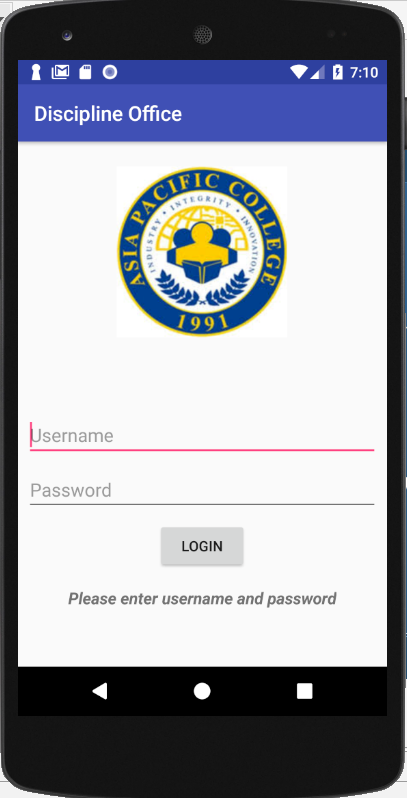 7:10
Discipline Office
ASIA PACIFIC COLLEGE
INDUSTRY • INTEGRITY • INNOVATION
1991
Username
Password
LOGIN
Please enter username and password